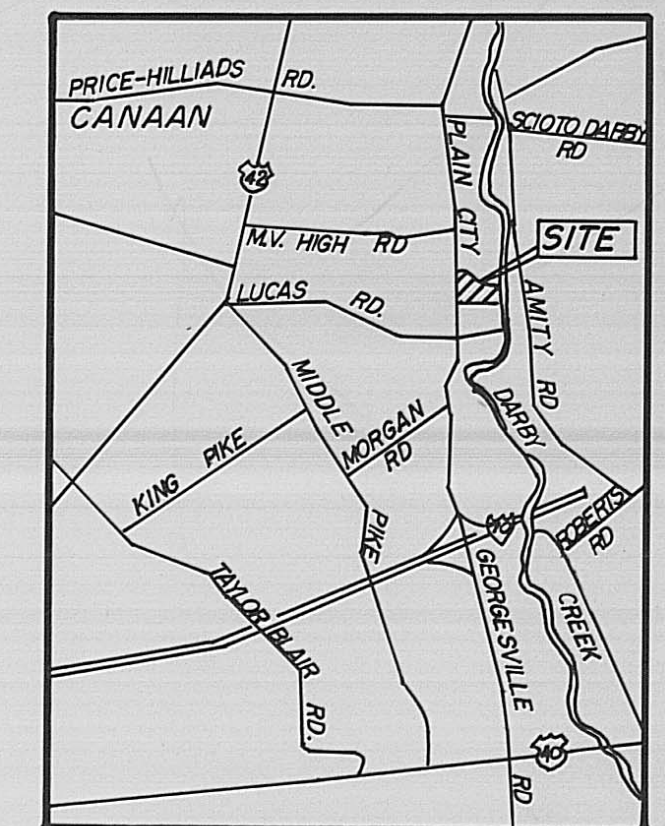 PRICE-HILLIADS RD.
CANAAN
SCIOTO DARBY
RD
PLAIN CITY
42
M.V. HIGH RD
SITE
LUCAS RD.
AMITY RD
MIDDLE PIKE
MORGAN
RD
DARBY CREEK
KING PIKE
ROBERTS
RD
TAYLOR BLAIR RD.
GEORGESVILLE RD
40